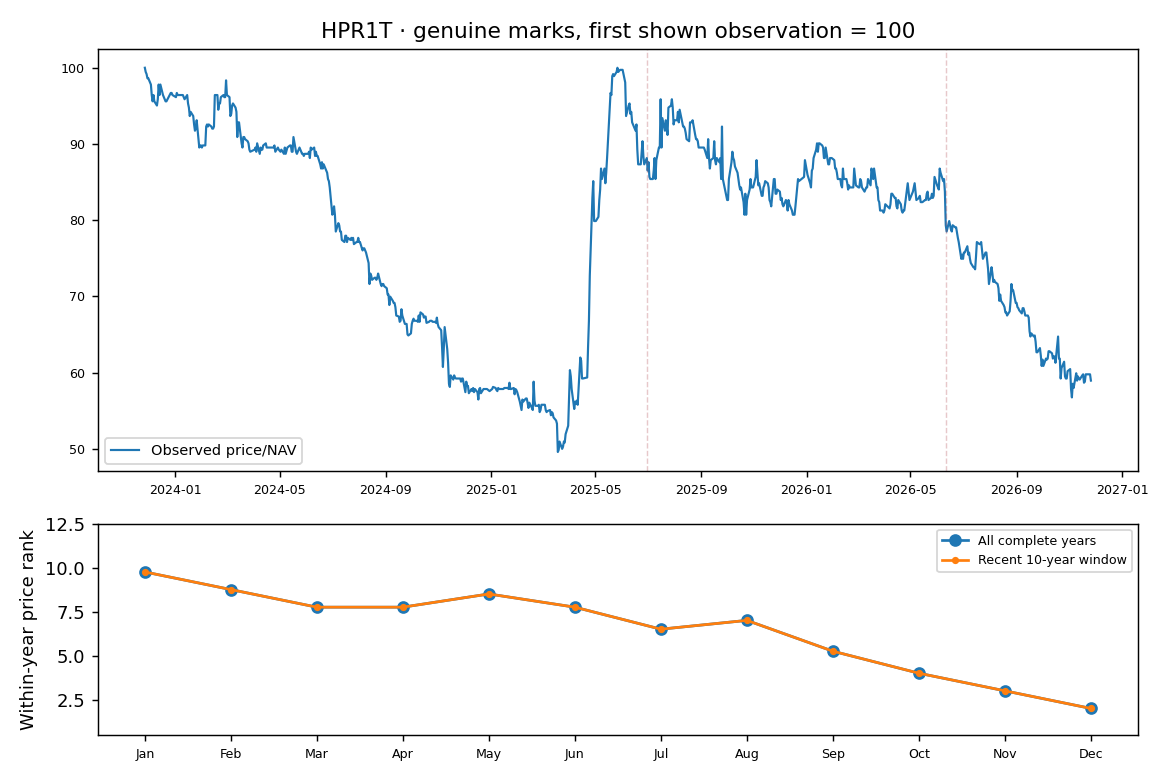 HPR1T · genuine marks, first shown observation = 100
100
90
80
70
60
50
Observed price/NAV
2024-01 2024-05 2024-09 2025-01 2025-05 2025-09 2026-01 2026-05 2026-09 2027-01
Within-year price rank
12.5
10.0
7.5
5.0
2.5
All complete years
Recent 10-year window
Jan Feb Mar Apr May Jun Jul Aug Sep Oct Nov Dec